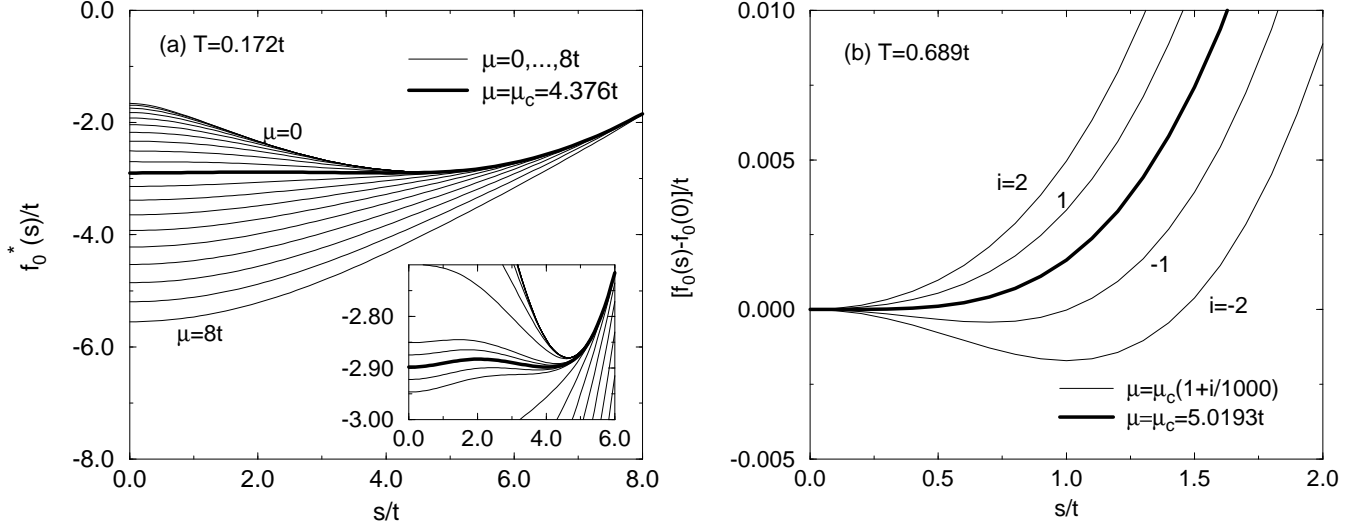 0.0
-2.0
-4.0
-6.0
-8.0
f₀*(s)/t
(a) T=0.172t
μ=0,...,8t
μ=μc=4.376t
μ=0
μ=8t
-2.80
-2.90
-3.00
0.0 2.0 4.0 6.0
0.0 2.0 4.0 6.0 8.0
s/t
0.010
0.005
0.000
-0.005
[f₀(s)-f₀(0)]/t
(b) T=0.689t
i=2
1
-1
i=-2
μ=μc(1+i/1000)
μ=μc=5.0193t
0.0 0.5 1.0 1.5 2.0
s/t